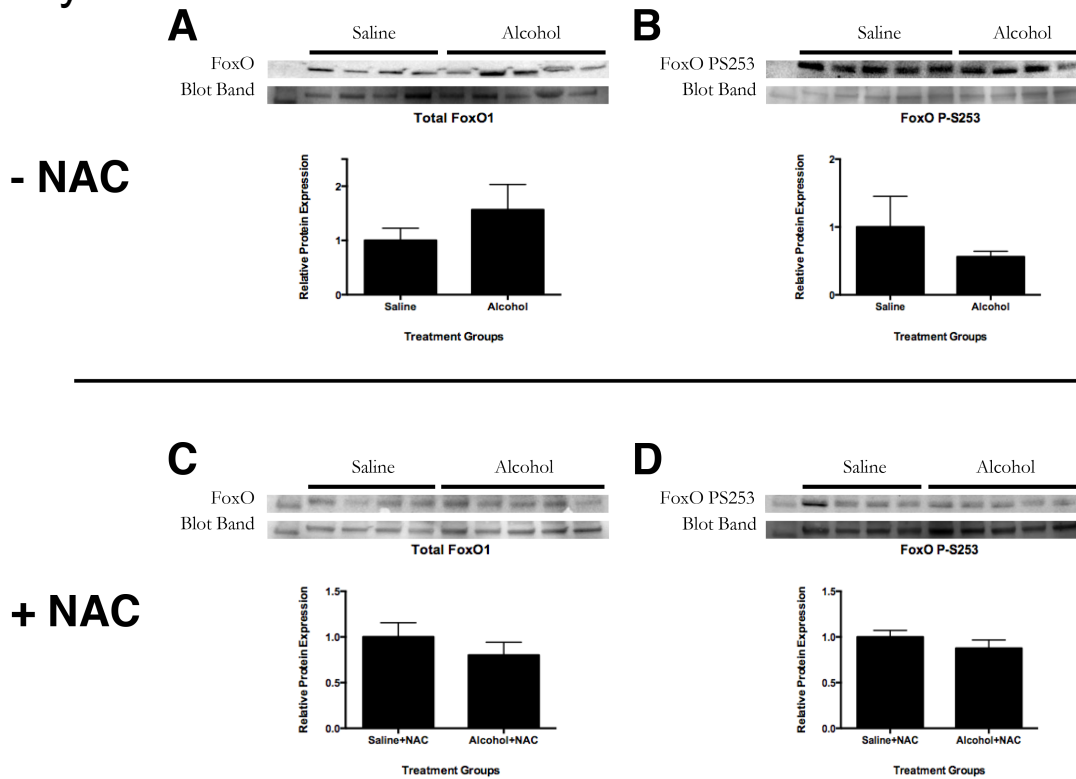 A
Saline Alcohol
FoxO
Blot Band
Total FoxO1
Relative Protein Expression
2
1
0
Saline Alcohol
Treatment Groups
B
Saline Alcohol
FoxO PS253
Blot Band
FoxO P-S253
Relative Protein Expression
2
1
0
Saline Alcohol
Treatment Groups
- NAC
C
Saline Alcohol
FoxO
Blot Band
Total FoxO1
Relative Protein Expression
1.5
1.0
0.5
0.0
Saline+NAC Alcohol+NAC
Treatment Groups
D
Saline Alcohol
FoxO PS253
Blot Band
FoxO P-S253
Relative Protein Expression
1.5
1.0
0.5
0.0
Saline+NAC Alcohol+NAC
Treatment Groups
+ NAC